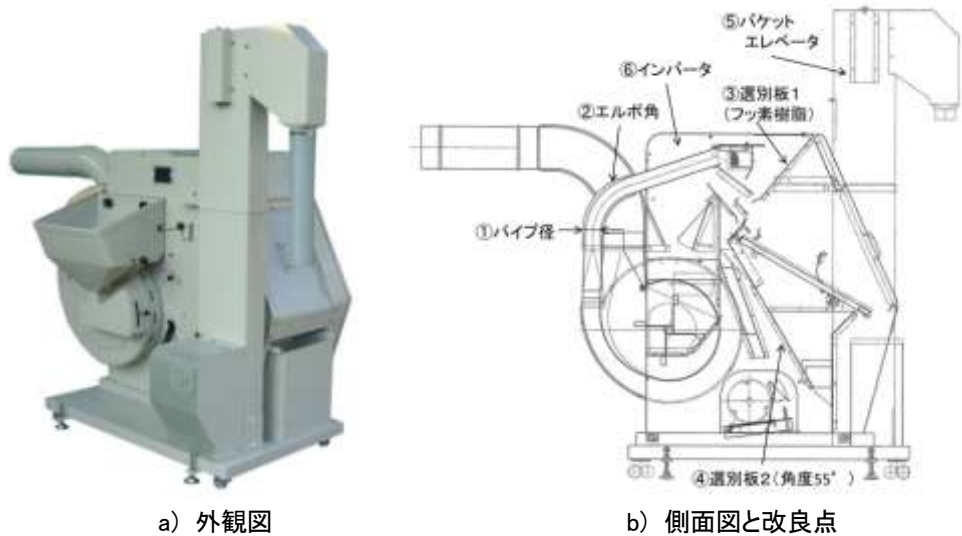 ⑤バケット
エレベータ
⑥インバータ
③選別板1
(フッ素樹脂)
②エルボ角
①パイプ径
④選別板2(角度55°)
a) 外観図
b) 側面図と改良点